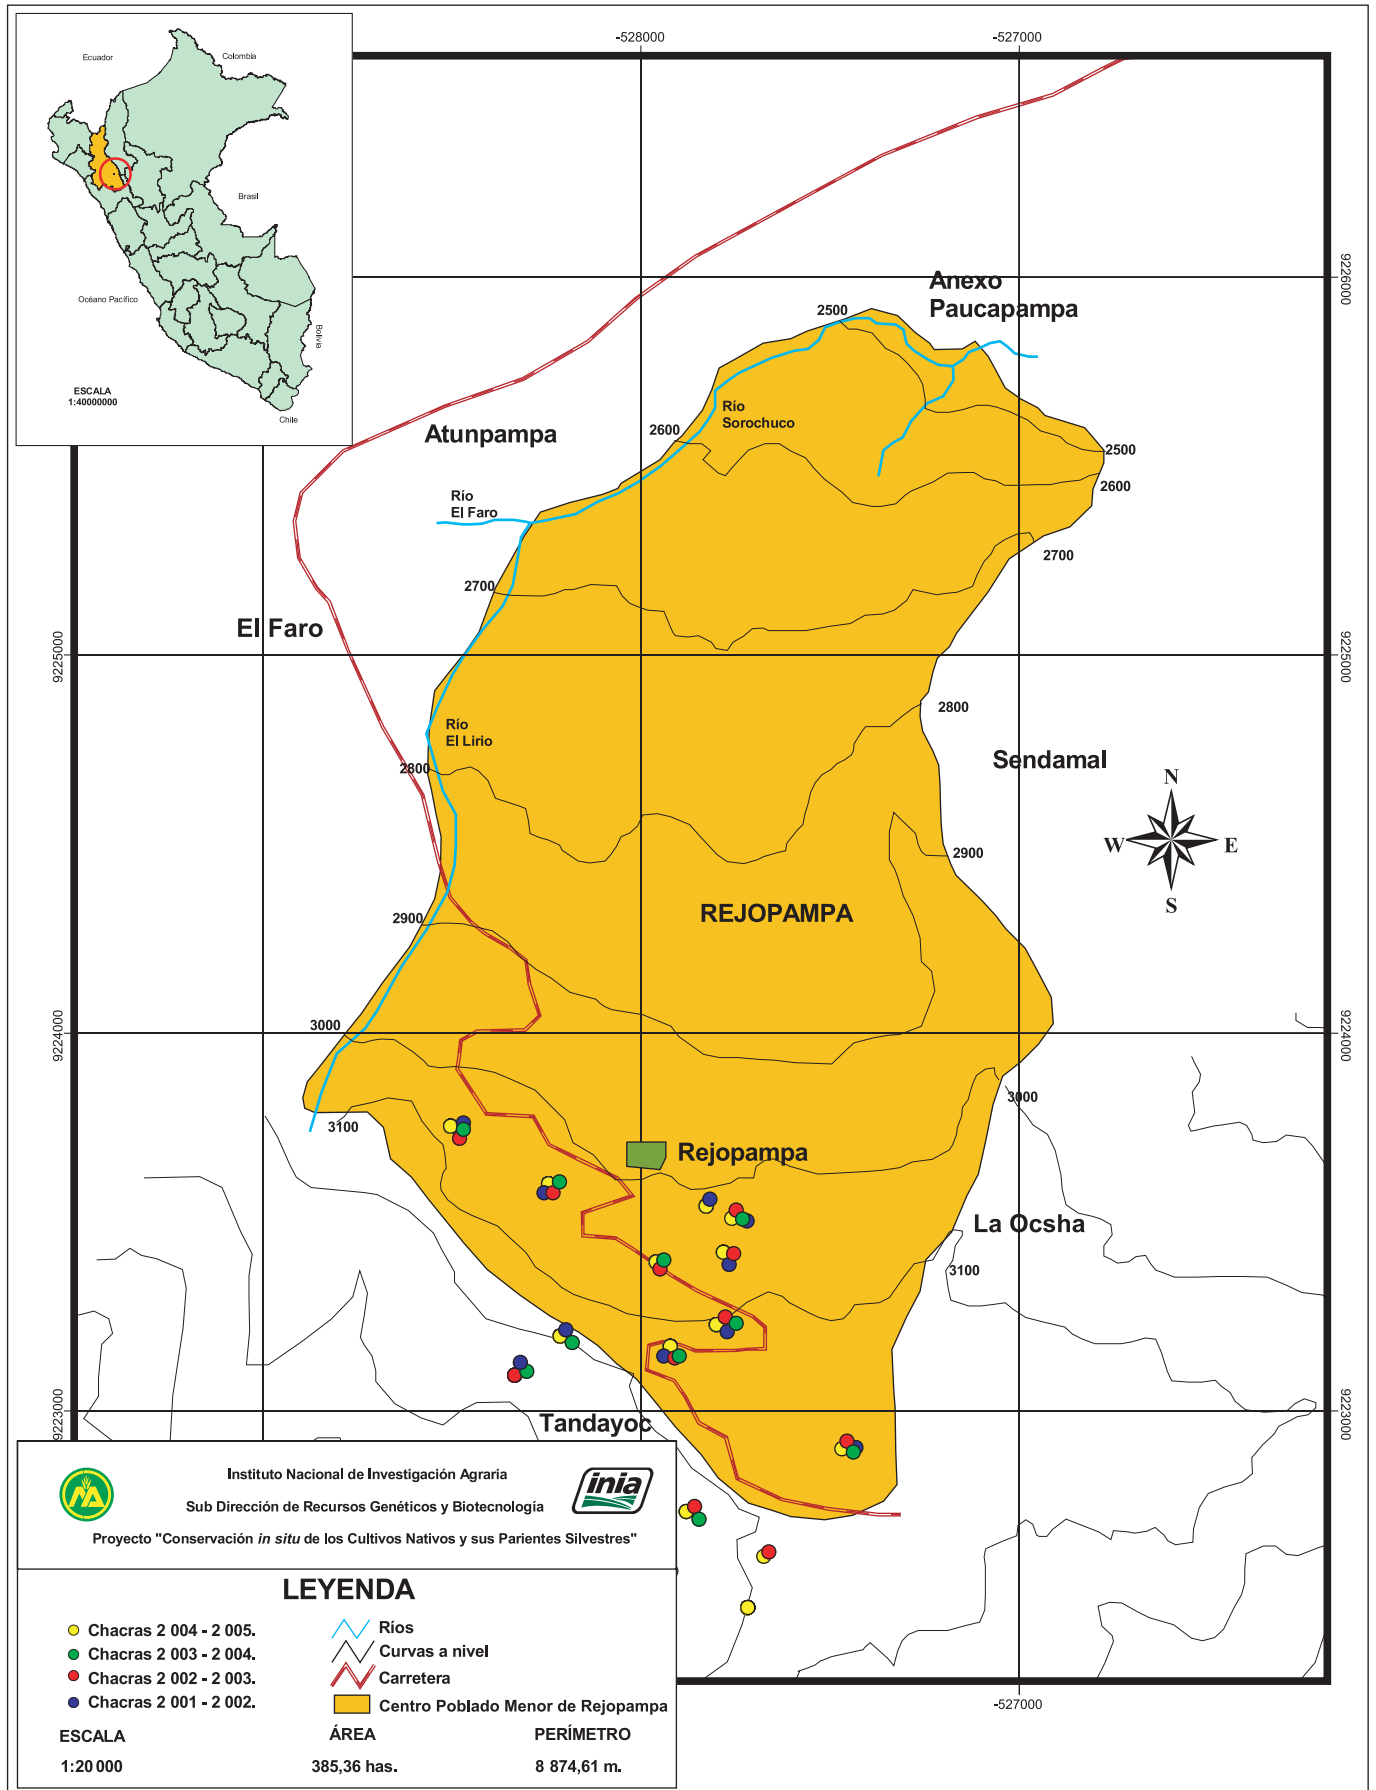 Ecuador
Colombia
Brasil
Océano Pacífico
Bolivia
Chile
ESCALA
1:40000000
-528000
-527000
9226000
Anexo
Paucapampa
2500
Río
Sorochuco
Atunpampa
2600
2500
2600
Río
El Faro
2700
2700
El Faro
9225000
9225000
2800
Río
El Lirio
Sendamal
2800
N
W
E
S
2900
REJOPAMPA
2900
3000
9224000
9224000
3000
3100
Rejopampa
La Ocsha
3100
9223000
9223000
Tandayoc
Instituto Nacional de Investigación Agraria
Sub Dirección de Recursos Genéticos y Biotecnología
inia
Proyecto "Conservación in situ de los Cultivos Nativos y sus Parientes Silvestres"
LEYENDA
Chacras 2 004 - 2 005.
Chacras 2 003 - 2 004.
Chacras 2 002 - 2 003.
Chacras 2 001 - 2 002.
Ríos
Curvas a nivel
Carretera
Centro Poblado Menor de Rejopampa
ESCALA
1:20 000
ÁREA
385,36 has.
PERÍMETRO
8 874,61 m.
-527000